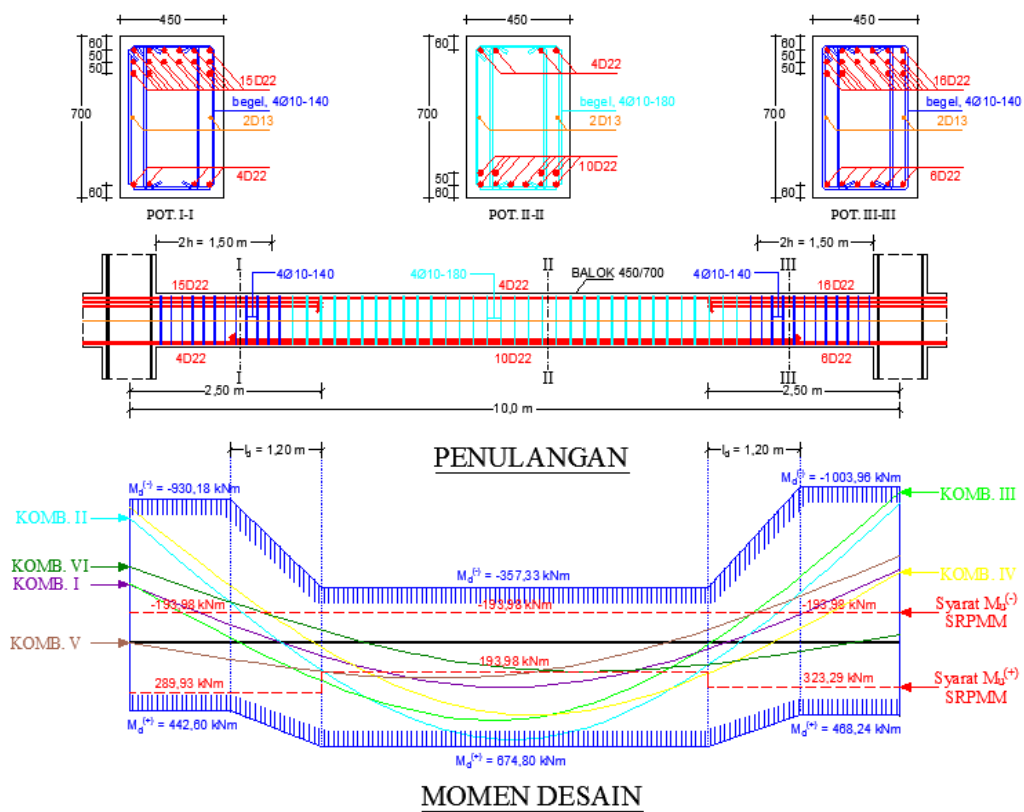 450
60
50
50
700
60
15D22
begel, 4Ø10-140
2D13
4D22
POT. I-I
450
60
700
50
60
4D22
begel, 4Ø10-180
2D13
10D22
POT. II-II
450
60
50
50
700
60
16D22
begel, 4Ø10-140
2D13
6D22
POT. III-III
2h = 1,50 m
2h = 1,50 m
I
II
III
4Ø10-140
4Ø10-180
BALOK 450/700
4Ø10-140
15D22
4D22
16D22
4D22
10D22
6D22
I
II
III
2,50 m
2,50 m
10,0 m
PENULANGAN
ld = 1,20 m
ld = 1,20 m
Md(-) = -930,18 kNm
Md(-) = -1003,96 kNm
KOMB. II
KOMB. III
KOMB. VI
KOMB. I
Md(-) = -357,33 kNm
KOMB. IV
-193,98 kNm
-193,98 kNm
-193,98 kNm
Syarat Mu(-)
SRPMM
KOMB. V
193,98 kNm
289,93 kNm
323,29 kNm
Syarat Mu(+)
SRPMM
Md(+) = 442,60 kNm
Md(+) = 468,24 kNm
Md(+) = 674,80 kNm
MOMEN DESAIN